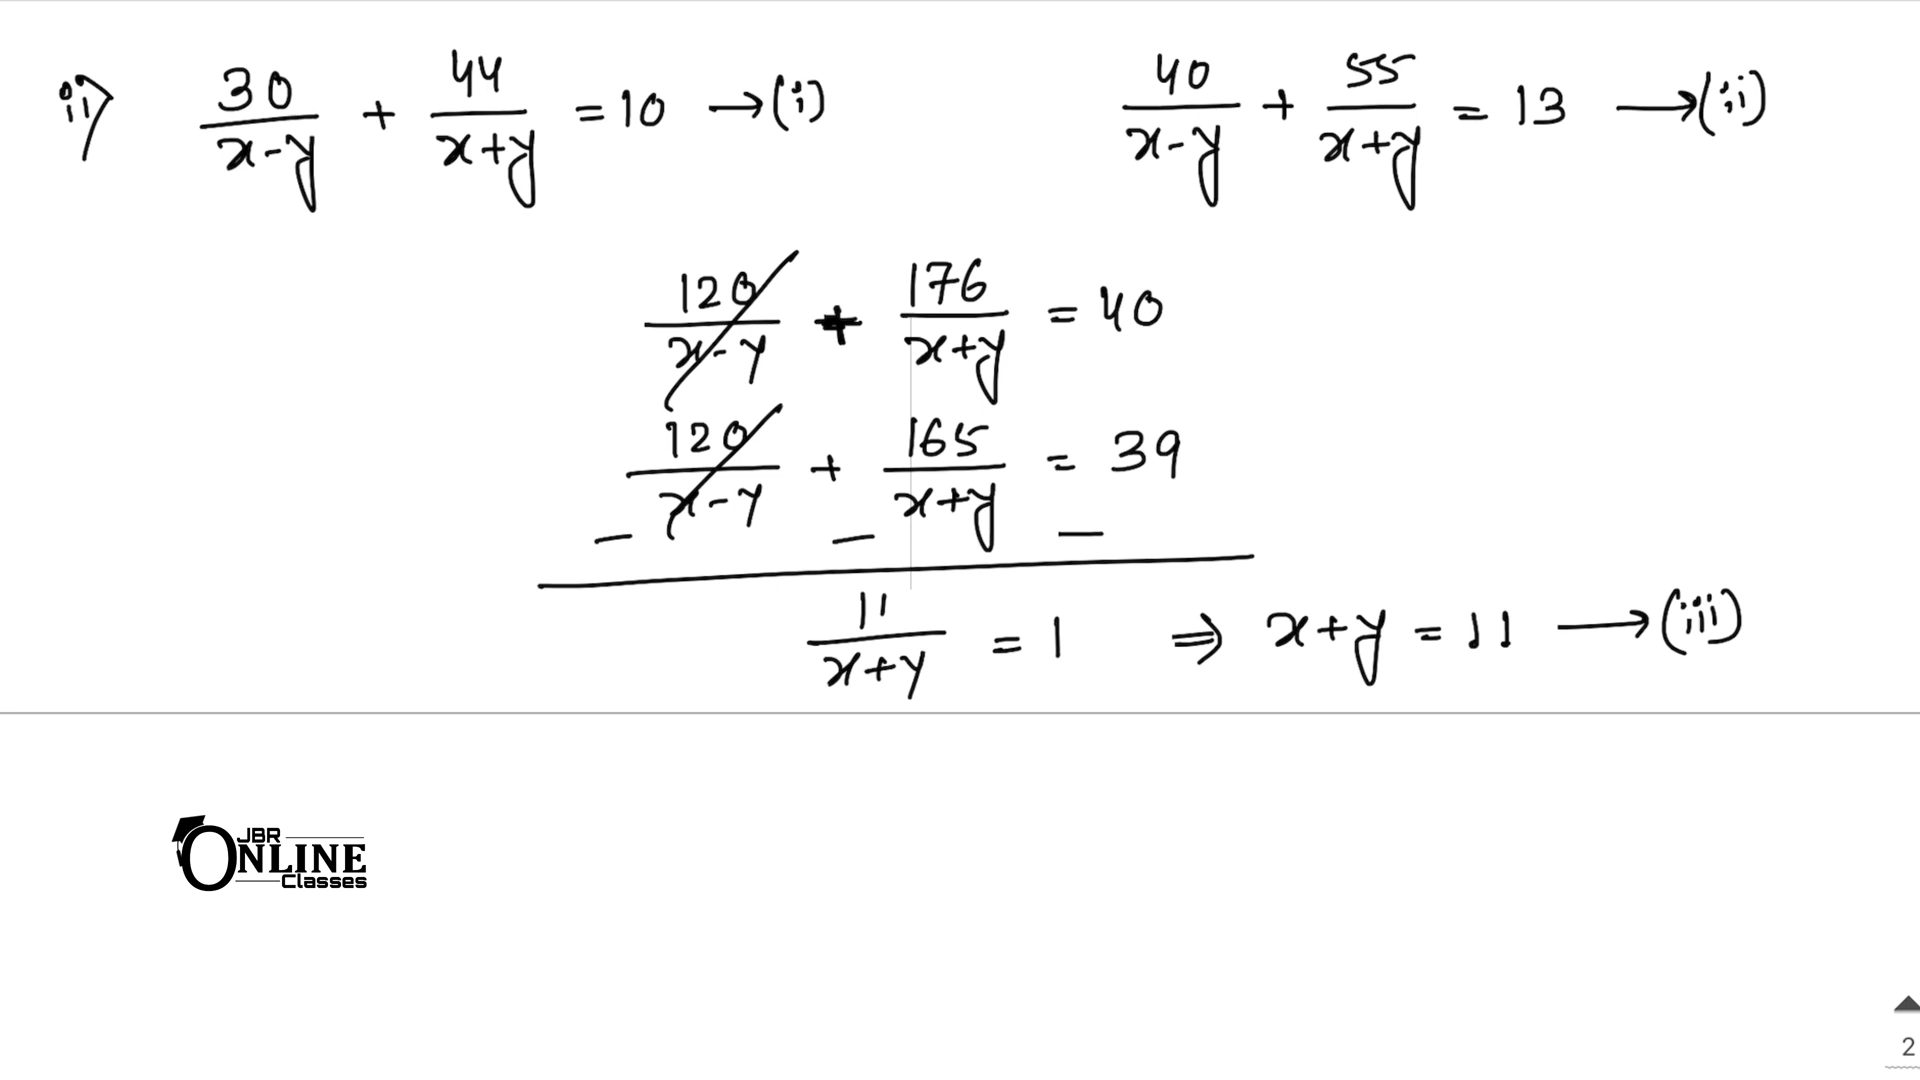 ii) 30/(x-y) + 44/(x+y) = 10 → (i) 40/(x-y) + 55/(x+y) = 13 → (ii)
120/(x-y) + 176/(x+y) = 40
120/(x-y) + 165/(x+y) = 39
− − −
11/(x+y) = 1 ⇒ x+y = 11 → (iii)
JBR
ONLINE
Classes
2